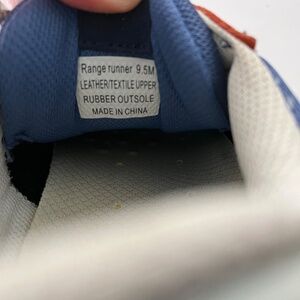 Range runner 9.5M
LEATHER/TEXTILE UPPER
RUBBER OUTSOLE
MADE IN CHINA